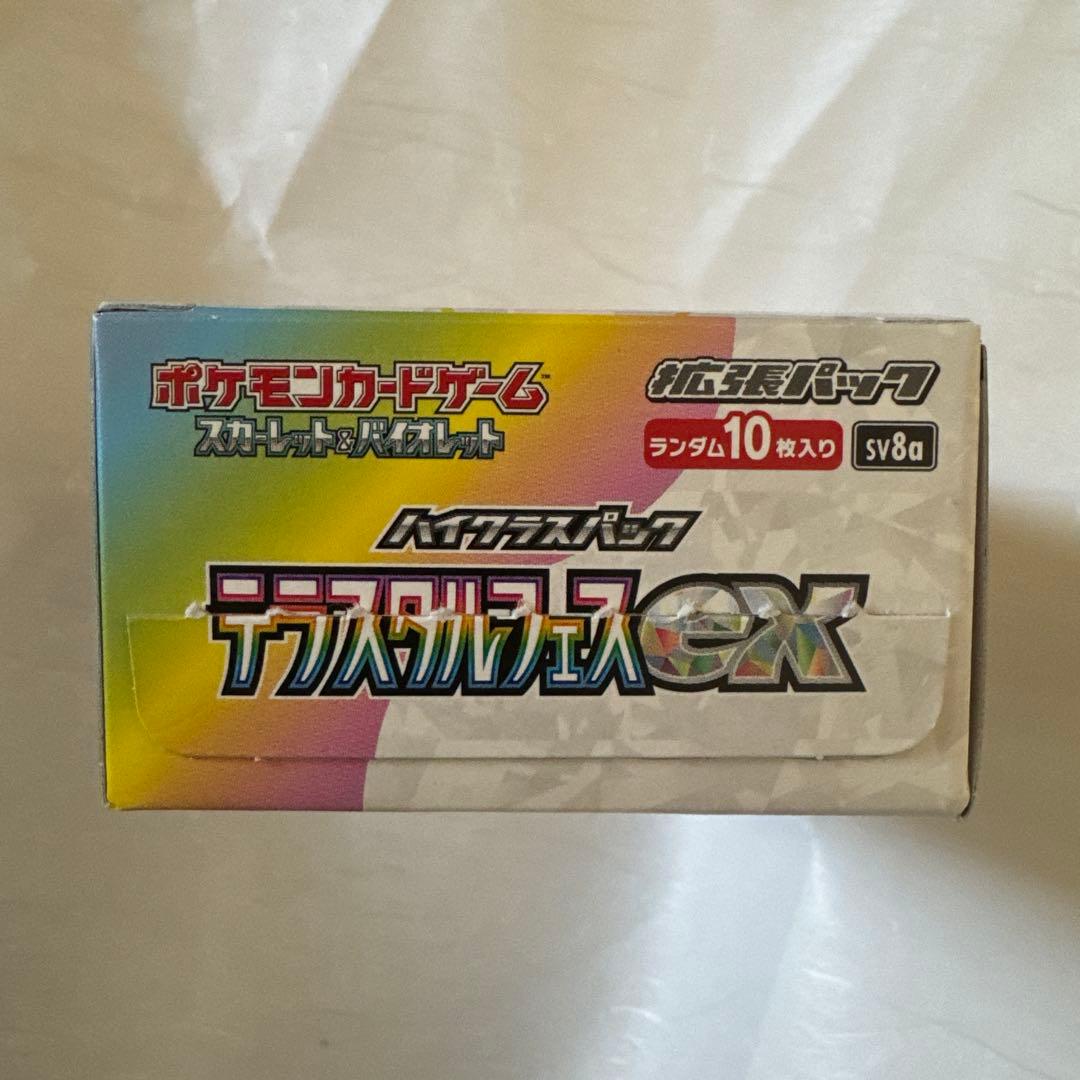 ポケモンカードゲーム™
スカーレット&バイオレット
拡張パック
ランダム10枚入り
sv8a
ハイクラスパック
テラスタルフェスex